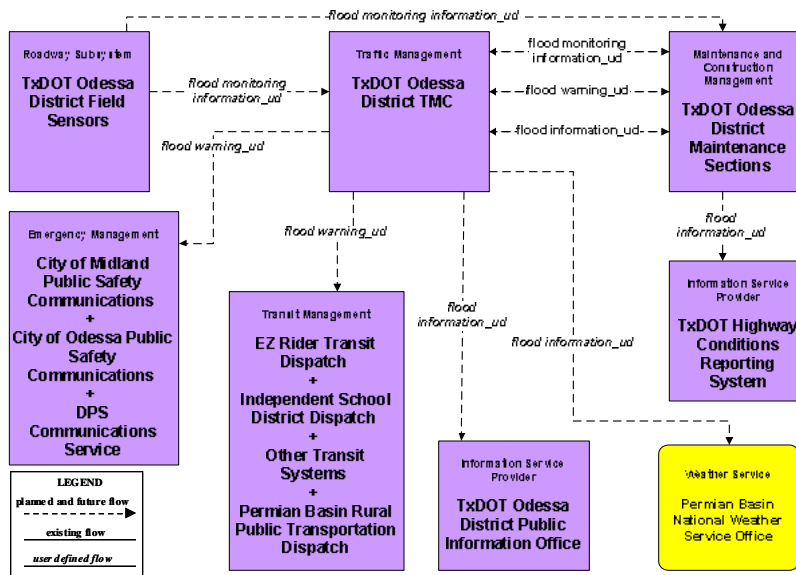 flood monitoring information_ud
Roadway Subsystem
TxDOT Odessa
District Field
Sensors
flood monitoring
information_ud
Traffic Management
TxDOT Odessa
District TMC
flood monitoring
information_ud
flood warning_ud
flood information_ud
Maintenance and
Construction
Management
TxDOT Odessa
District
Maintenance
Sections
flood warning_ud
Emergency Management
City of Midland
Public Safety
Communications
+
City of Odessa Public
Safety
Communications
+
DPS
Communications
Service
flood warning_ud
Transit Management
EZ Rider Transit
Dispatch
+
Independent School
District Dispatch
+
Other Transit
Systems
+
Permian Basin Rural
Public Transportation
Dispatch
flood
information_ud
Information Service
Provider
TxDOT Odessa
District Public
Information Office
flood information_ud
flood
information_ud
Information Service
Provider
TxDOT Highway
Conditions
Reporting
System
Weather Service
Permian Basin
National Weather
Service Office
LEGEND
planned and future flow
existing flow
user defined flow